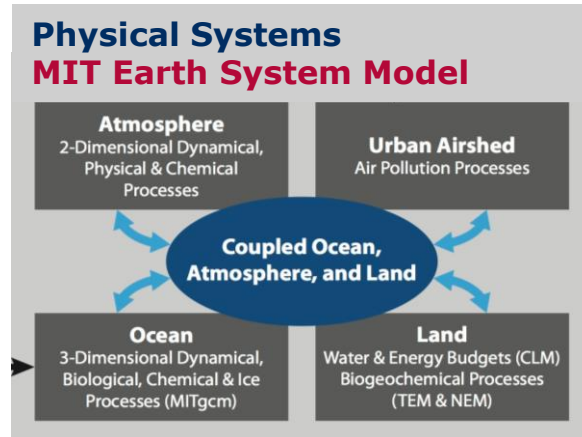 Physical Systems
MIT Earth System Model
Atmosphere
2-Dimensional Dynamical,
Physical & Chemical
Processes
Urban Airshed
Air Pollution Processes
Coupled Ocean,
Atmosphere, and Land
Ocean
3-Dimensional Dynamical,
Biological, Chemical & Ice
Processes (MITgcm)
Land
Water & Energy Budgets (CLM)
Biogeochemical Processes
(TEM & NEM)